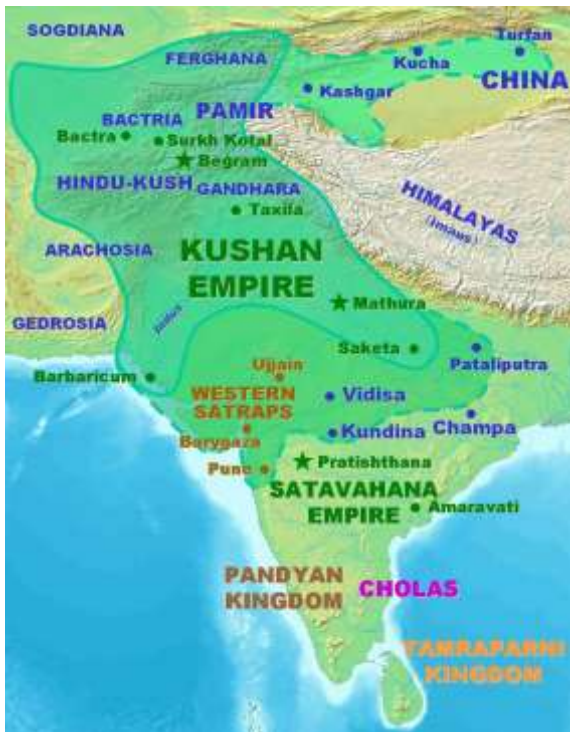 SOGDIANA
Turfan
FERGHANA
Kucha
CHINA
Kashgar
PAMIR
BACTRIA
Bactra
Surkh Kotal
Begram
HINDU-KUSH
GANDHARA
Taxila
HIMALAYAS
(Imaus)
ARACHOSIA
KUSHAN
EMPIRE
Mathura
GEDROSIA
Indus
Saketa
Pataliputra
Ujjain
Barbaricum
WESTERN
SATRAPS
Vidisa
Champa
Barygaza
Kundina
Pune
Pratishthana
SATAVAHANA
EMPIRE
Amaravati
PANDYAN
KINGDOM
CHOLAS
TAMRAPARNI
KINGDOM